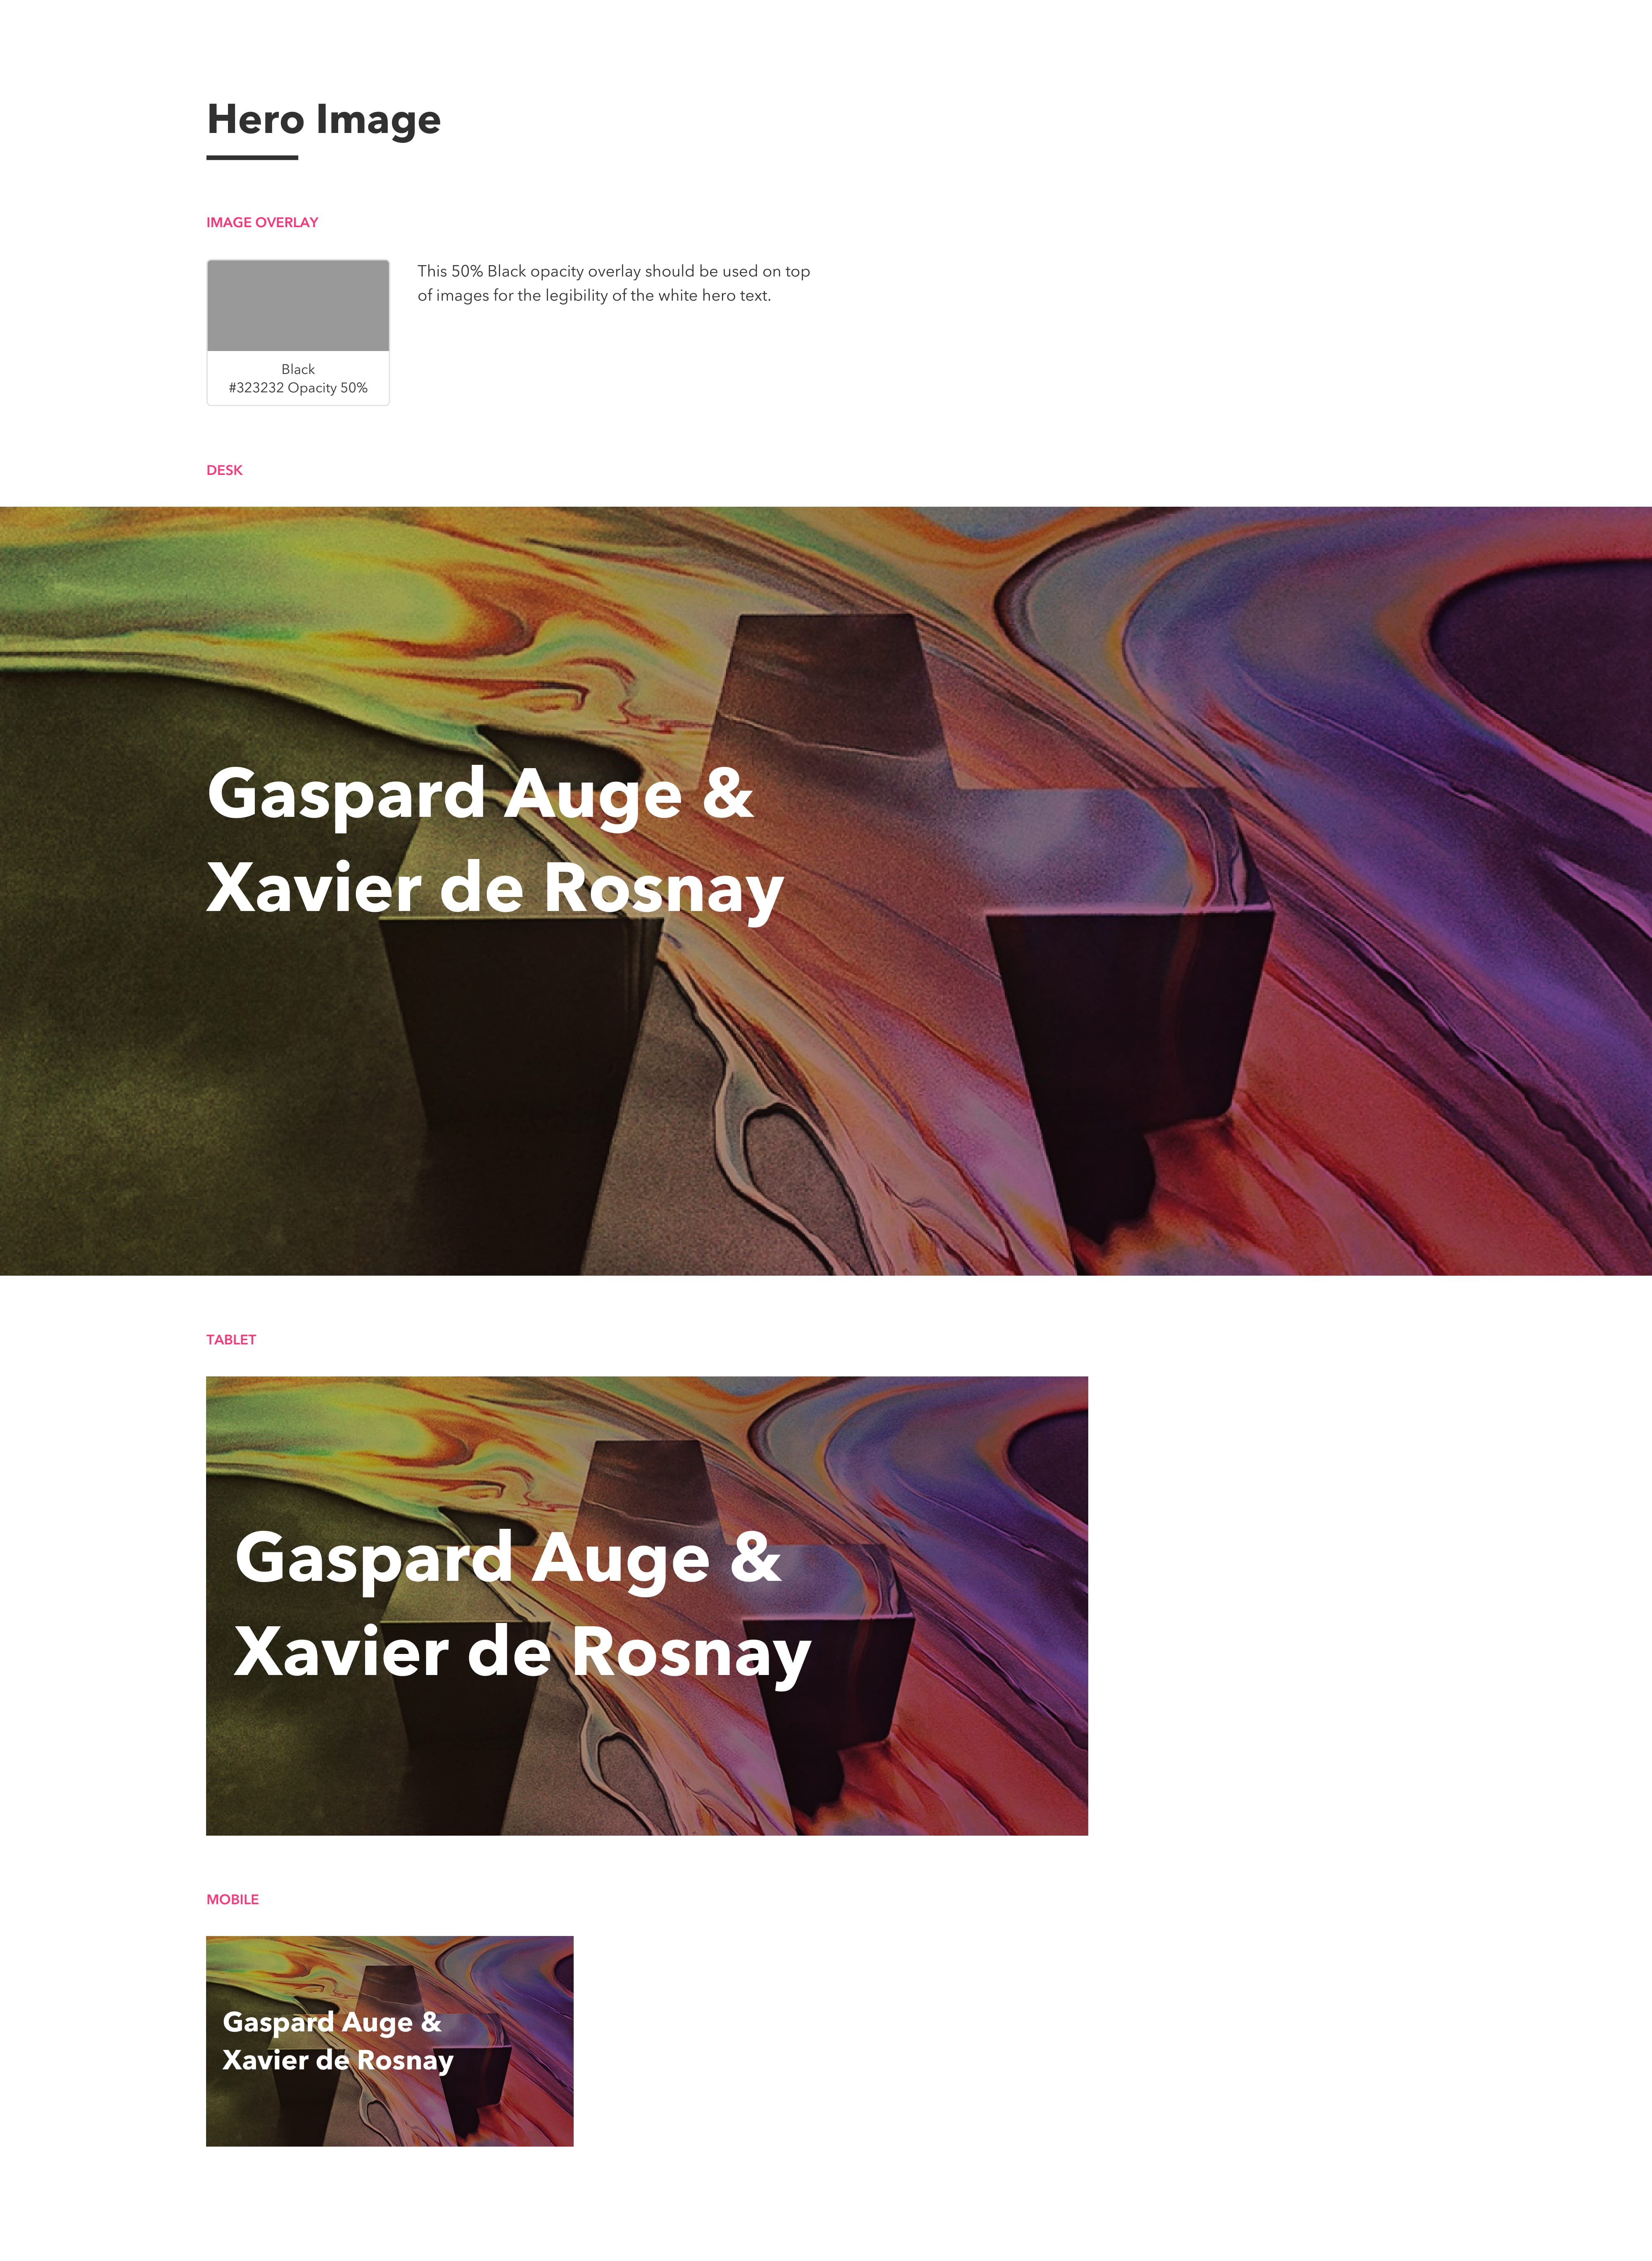 Hero Image
IMAGE OVERLAY
This 50% Black opacity overlay should be used on top
of images for the legibility of the white hero text.
Black
#323232 Opacity 50%
DESK
Gaspard Auge &
Xavier de Rosnay
TABLET
Gaspard Auge &
Xavier de Rosnay
MOBILE
Gaspard Auge &
Xavier de Rosnay